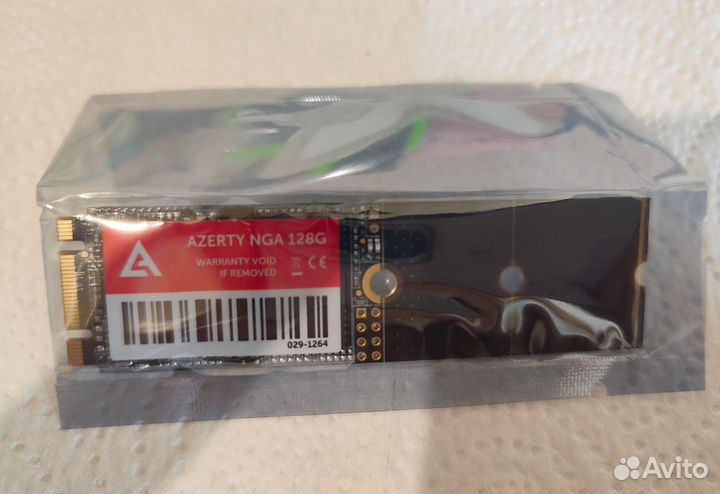 AZERTY NGA 128G
WARRANTY VOID
IF REMOVED
CE
029-1264
Avito